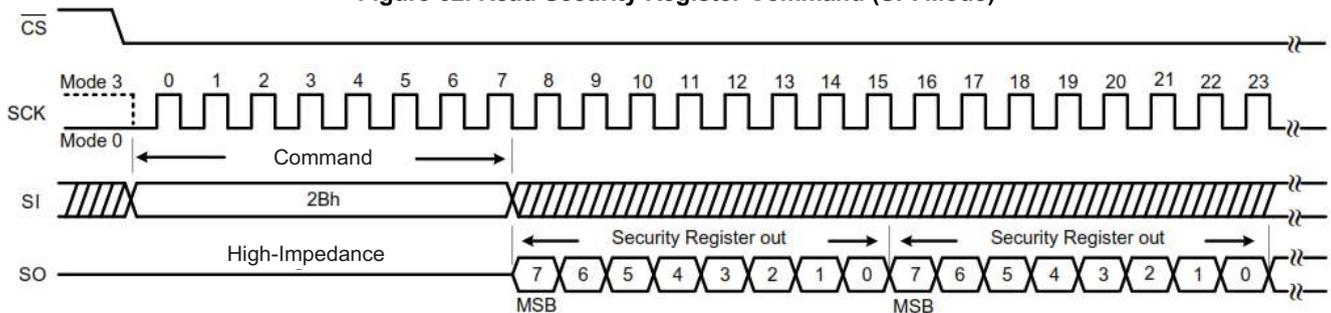 CS
Mode 3 0 1 2 3 4 5 6 7 8 9 10 11 12 13 14 15 16 17 18 19 20 21 22 23
SCK
Mode 0
Command
SI 2Bh
Security Register out Security Register out
High-Impedance
SO 7 6 5 4 3 2 1 0 7 6 5 4 3 2 1 0
MSB MSB